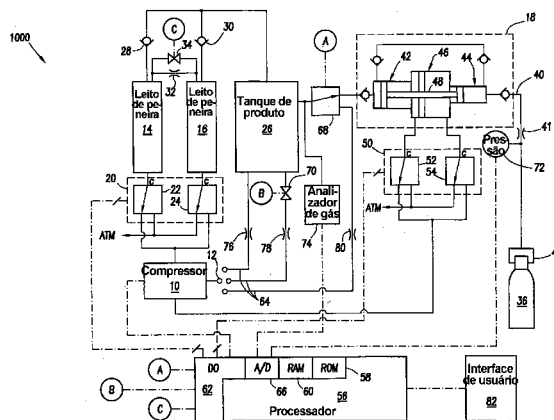 1000
28
C
30
34
32
A
18
42
46
44
48
40
41
Leito de peneira
14
Leito de peneira
16
Tanque de produto
26
68
50
52
54
C
C
Pressão
72
20
22
24
C
C
B
70
Analizador de gás
74
ATM
ATM
76
78
80
Compressor
10
12
64
36
A
B
C
DO
A/D
RAM
ROM
62
66
60
58
Processador
56
Interface de usuário
82